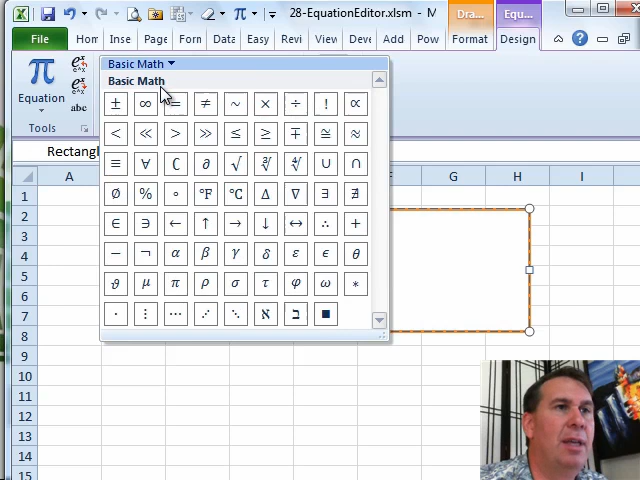 28-EquationEditor.xlsm - M
Dra... Equ...
File Hom Inse Page Form Data Easy Revi View Deve Add Pow Format Design
Basic Math
Basic Math
Equation
abc
Tools
± ∞ = ≠ ~ × ÷ ! ∝
< ≪ > ≫ ≤ ≥ ∓ ≅ ≈
≡ ∀ ∁ ∂ √ ∛ ∜ ∪ ∩
∅ % ° °F °C ∆ ∇ ∃ ∄
∈ ∋ ← ↑ → ↓ ↔ ∴ +
− ¬ α β γ δ ε ϵ θ
ϑ μ π ρ σ τ φ ω *
∙ ⋮ ⋯ ⋰ ⋱ ℵ ℶ ■
Rectangl
A F G H I
1
2
3
4
5
6
7
8
9
10
11
12
13
14
15